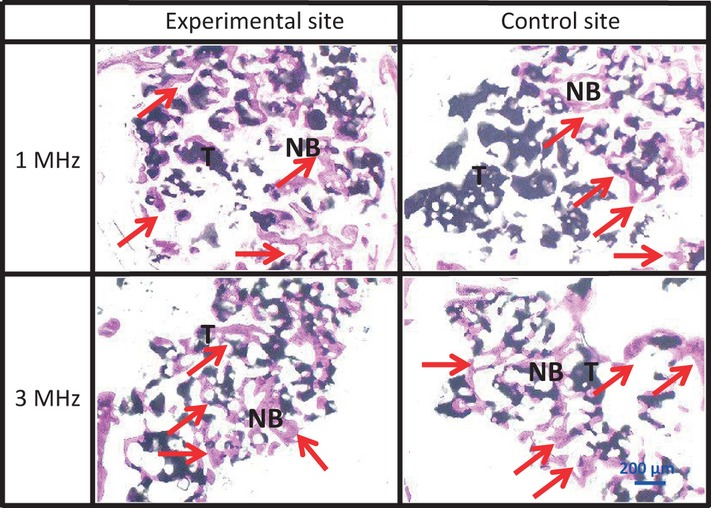 Experimental site
Control site
1 MHz
T
NB
NB
T
3 MHz
T
NB
NB
T
200 µm